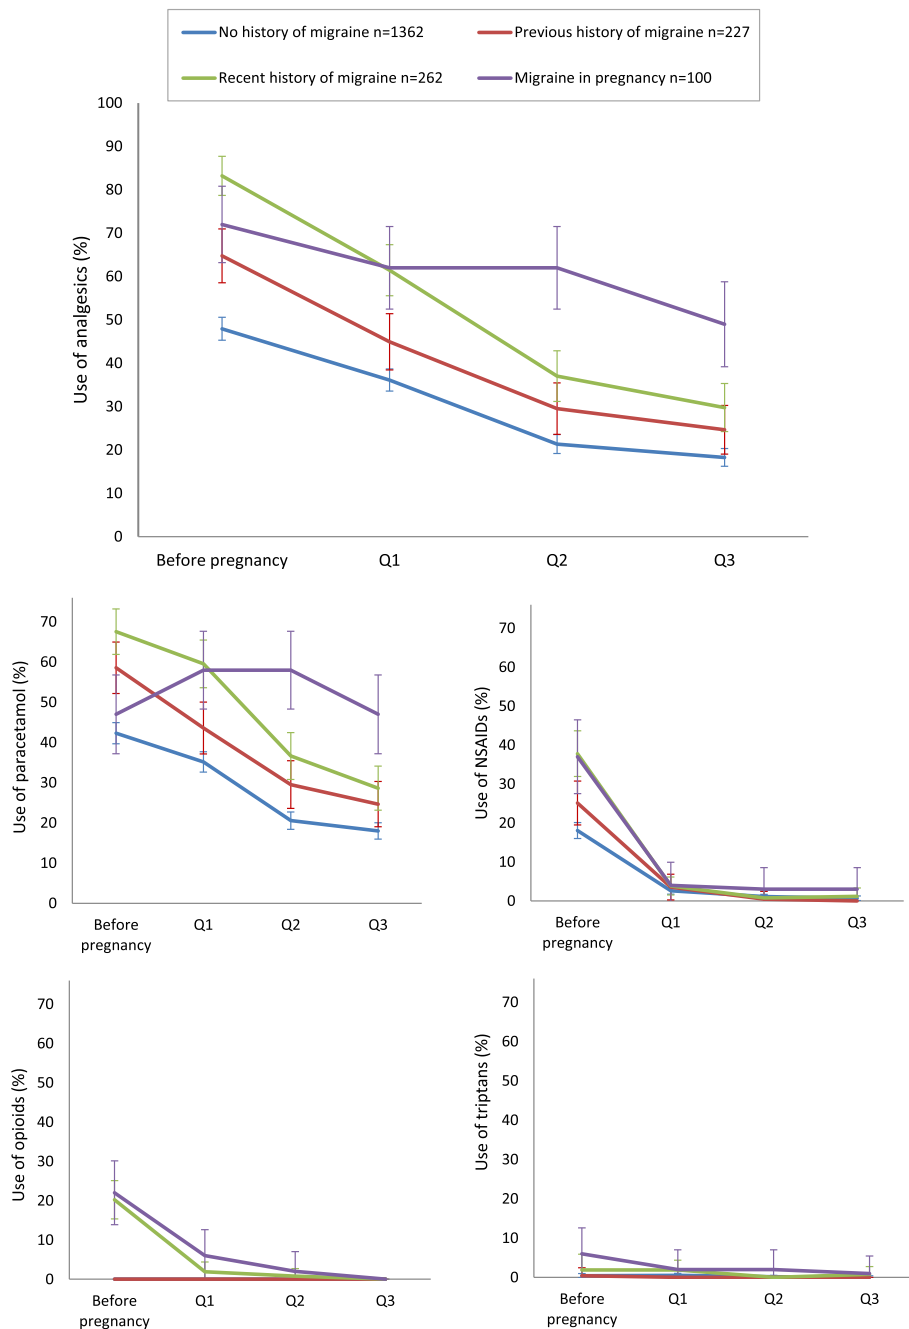 No history of migraine n=1362
Previous history of migraine n=227
Recent history of migraine n=262
Migraine in pregnancy n=100
Use of analgesics (%)
100
90
80
70
60
50
40
30
20
10
0
Before pregnancy
Q1
Q2
Q3
Use of paracetamol (%)
70
60
50
40
30
20
10
0
Before
pregnancy
Q1
Q2
Q3
Use of NSAIDs (%)
70
60
50
40
30
20
10
0
Before
pregnancy
Q1
Q2
Q3
Use of opioids (%)
70
60
50
40
30
20
10
0
Before
pregnancy
Q1
Q2
Q3
Use of triptans (%)
70
60
50
40
30
20
10
0
Before
pregnancy
Q1
Q2
Q3